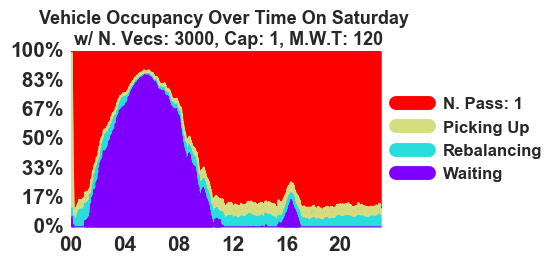 Vehicle Occupancy Over Time On Saturday
w/ N. Vecs: 3000, Cap: 1, M.W.T: 120
100%
83%
67%
50%
33%
17%
0%
00 04 08 12 16 20
N. Pass: 1
Picking Up
Rebalancing
Waiting